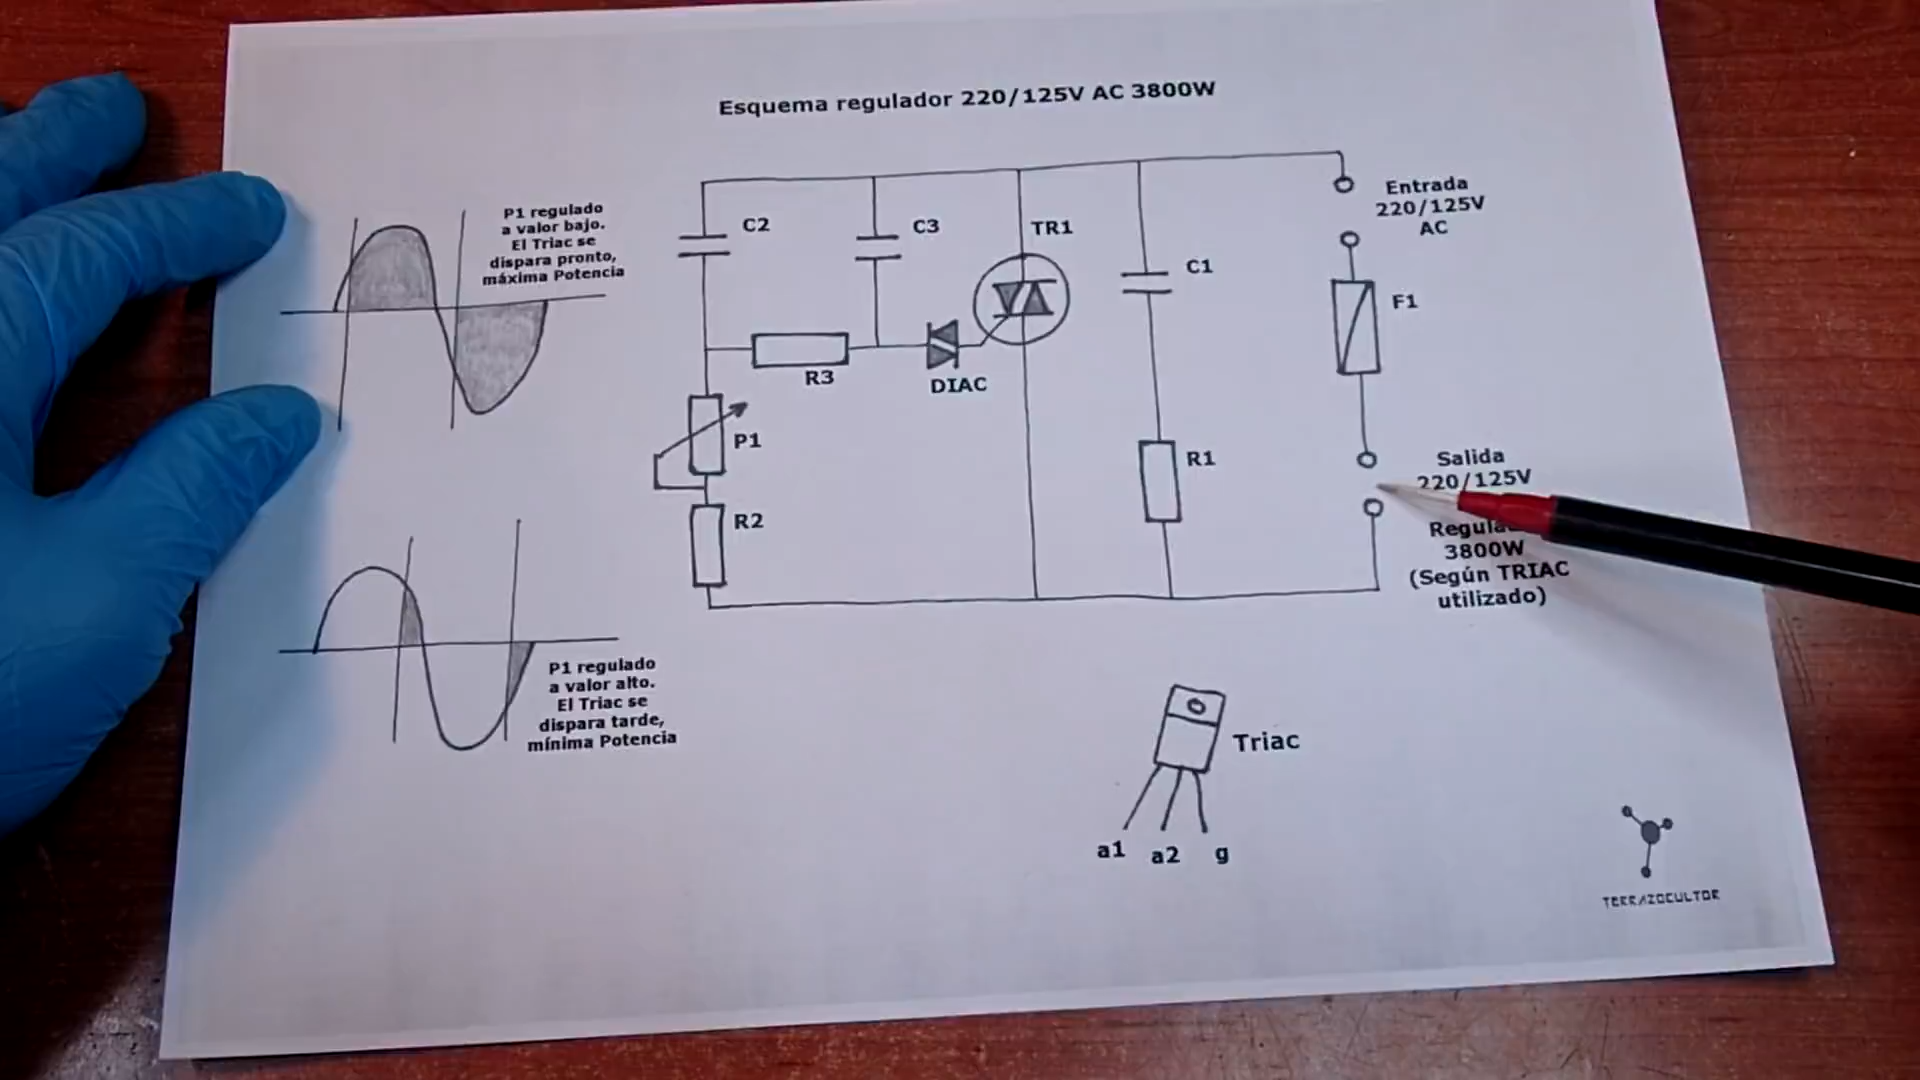 Esquema regulador 220/125V AC 3800W
P1 regulado
a valor bajo.
El Triac se
dispara pronto,
máxima Potencia
C2
C3
TR1
C1
Entrada
220/125V
AC
F1
R3
DIAC
P1
R2
R1
Salida
220/125V
3800W
(Según TRIAC
utilizado)
P1 regulado
a valor alto.
El Triac se
dispara tarde,
mínima Potencia
Triac
a1 a2 g
TERRAZOCULTOR